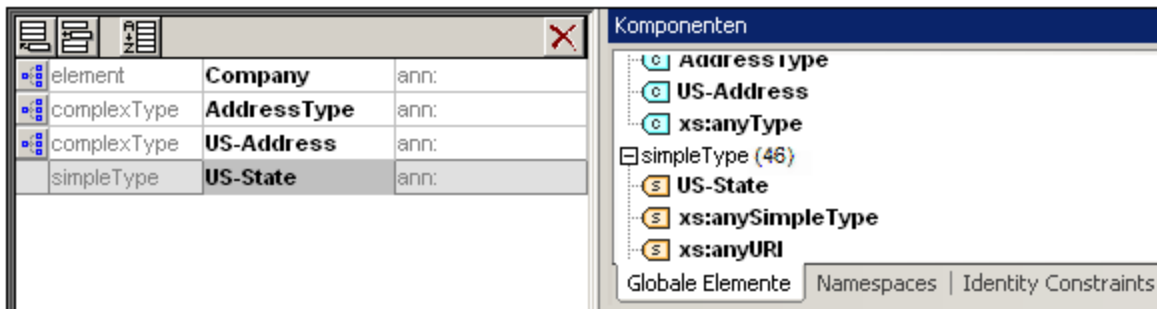 element Company ann:
complexType AddressType ann:
complexType US-Address ann:
simpleType US-State ann:
Komponenten
AddressType
US-Address
xs:anyType
simpleType (46)
US-State
xs:anySimpleType
xs:anyURI
Globale Elemente Namespaces | Identity Constraints